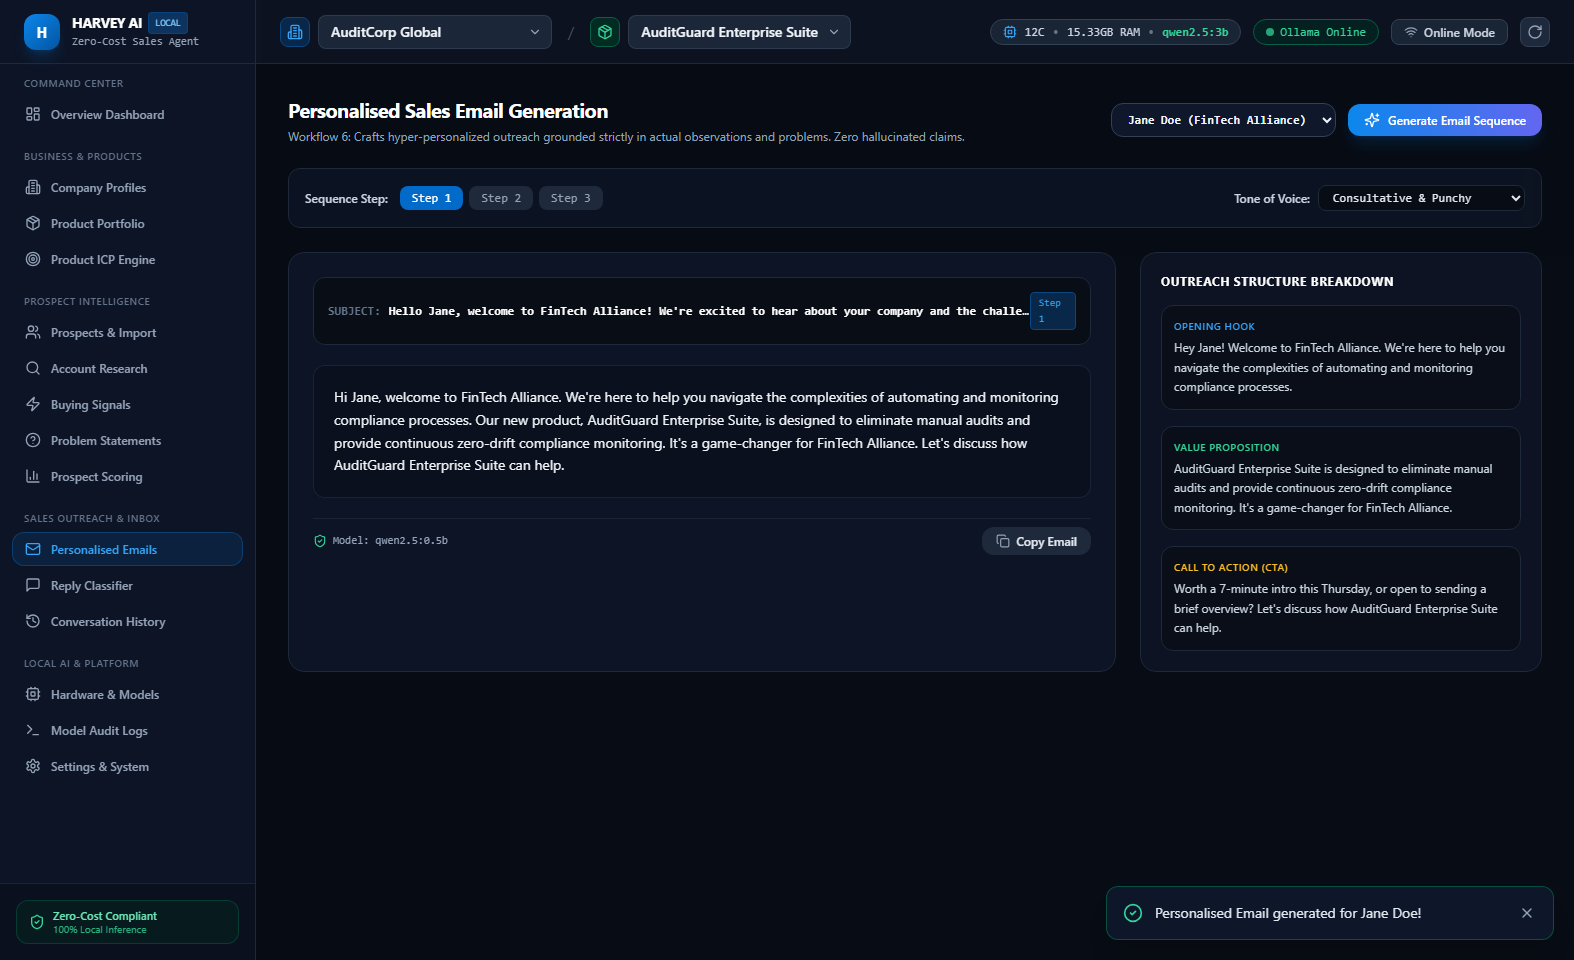 H
HARVEY AI LOCAL
Zero-Cost Sales Agent
COMMAND CENTER
Overview Dashboard
BUSINESS & PRODUCTS
Company Profiles
Product Portfolio
Product ICP Engine
PROSPECT INTELLIGENCE
Prospects & Import
Account Research
Buying Signals
Problem Statements
Prospect Scoring
SALES OUTREACH & INBOX
Personalised Emails
Reply Classifier
Conversation History
LOCAL AI & PLATFORM
Hardware & Models
Model Audit Logs
Settings & System
Zero-Cost Compliant
100% Local Inference
AuditCorp Global / AuditGuard Enterprise Suite
12C • 15.33GB RAM • qwen2.5:3b
Ollama Online
Online Mode
Personalised Sales Email Generation
Workflow 6: Crafts hyper-personalized outreach grounded strictly in actual observations and problems. Zero hallucinated claims.
Jane Doe (FinTech Alliance)
Generate Email Sequence
Sequence Step: Step 1 Step 2 Step 3
Tone of Voice: Consultative & Punchy
SUBJECT: Hello Jane, welcome to FinTech Alliance! We're excited to hear about your company and the challe…
Step
1
Hi Jane, welcome to FinTech Alliance. We're here to help you navigate the complexities of automating and monitoring
compliance processes. Our new product, AuditGuard Enterprise Suite, is designed to eliminate manual audits and
provide continuous zero-drift compliance monitoring. It's a game-changer for FinTech Alliance. Let's discuss how
AuditGuard Enterprise Suite can help.
Model: qwen2.5:0.5b
Copy Email
OUTREACH STRUCTURE BREAKDOWN
OPENING HOOK
Hey Jane! Welcome to FinTech Alliance. We're here to help you
navigate the complexities of automating and monitoring
compliance processes.
VALUE PROPOSITION
AuditGuard Enterprise Suite is designed to eliminate manual
audits and provide continuous zero-drift compliance
monitoring. It's a game-changer for FinTech Alliance.
CALL TO ACTION (CTA)
Worth a 7-minute intro this Thursday, or open to sending a
brief overview? Let's discuss how AuditGuard Enterprise Suite
can help.
Personalised Email generated for Jane Doe!